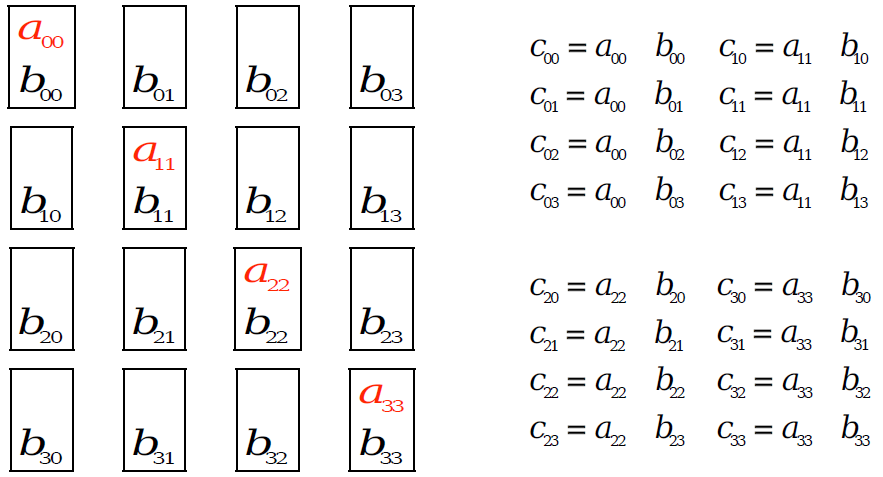 a₀₀
b₀₀ b₀₁ b₀₂ b₀₃
a₁₁
b₁₀ b₁₁ b₁₂ b₁₃
a₂₂
b₂₀ b₂₁ b₂₂ b₂₃
a₃₃
b₃₀ b₃₁ b₃₂ b₃₃
c₀₀ = a₀₀ b₀₀ c₁₀ = a₁₁ b₁₀
c₀₁ = a₀₀ b₀₁ c₁₁ = a₁₁ b₁₁
c₀₂ = a₀₀ b₀₂ c₁₂ = a₁₁ b₁₂
c₀₃ = a₀₀ b₀₃ c₁₃ = a₁₁ b₁₃
c₂₀ = a₂₂ b₂₀ c₃₀ = a₃₃ b₃₀
c₂₁ = a₂₂ b₂₁ c₃₁ = a₃₃ b₃₁
c₂₂ = a₂₂ b₂₂ c₃₂ = a₃₃ b₃₂
c₂₃ = a₂₂ b₂₃ c₃₃ = a₃₃ b₃₃